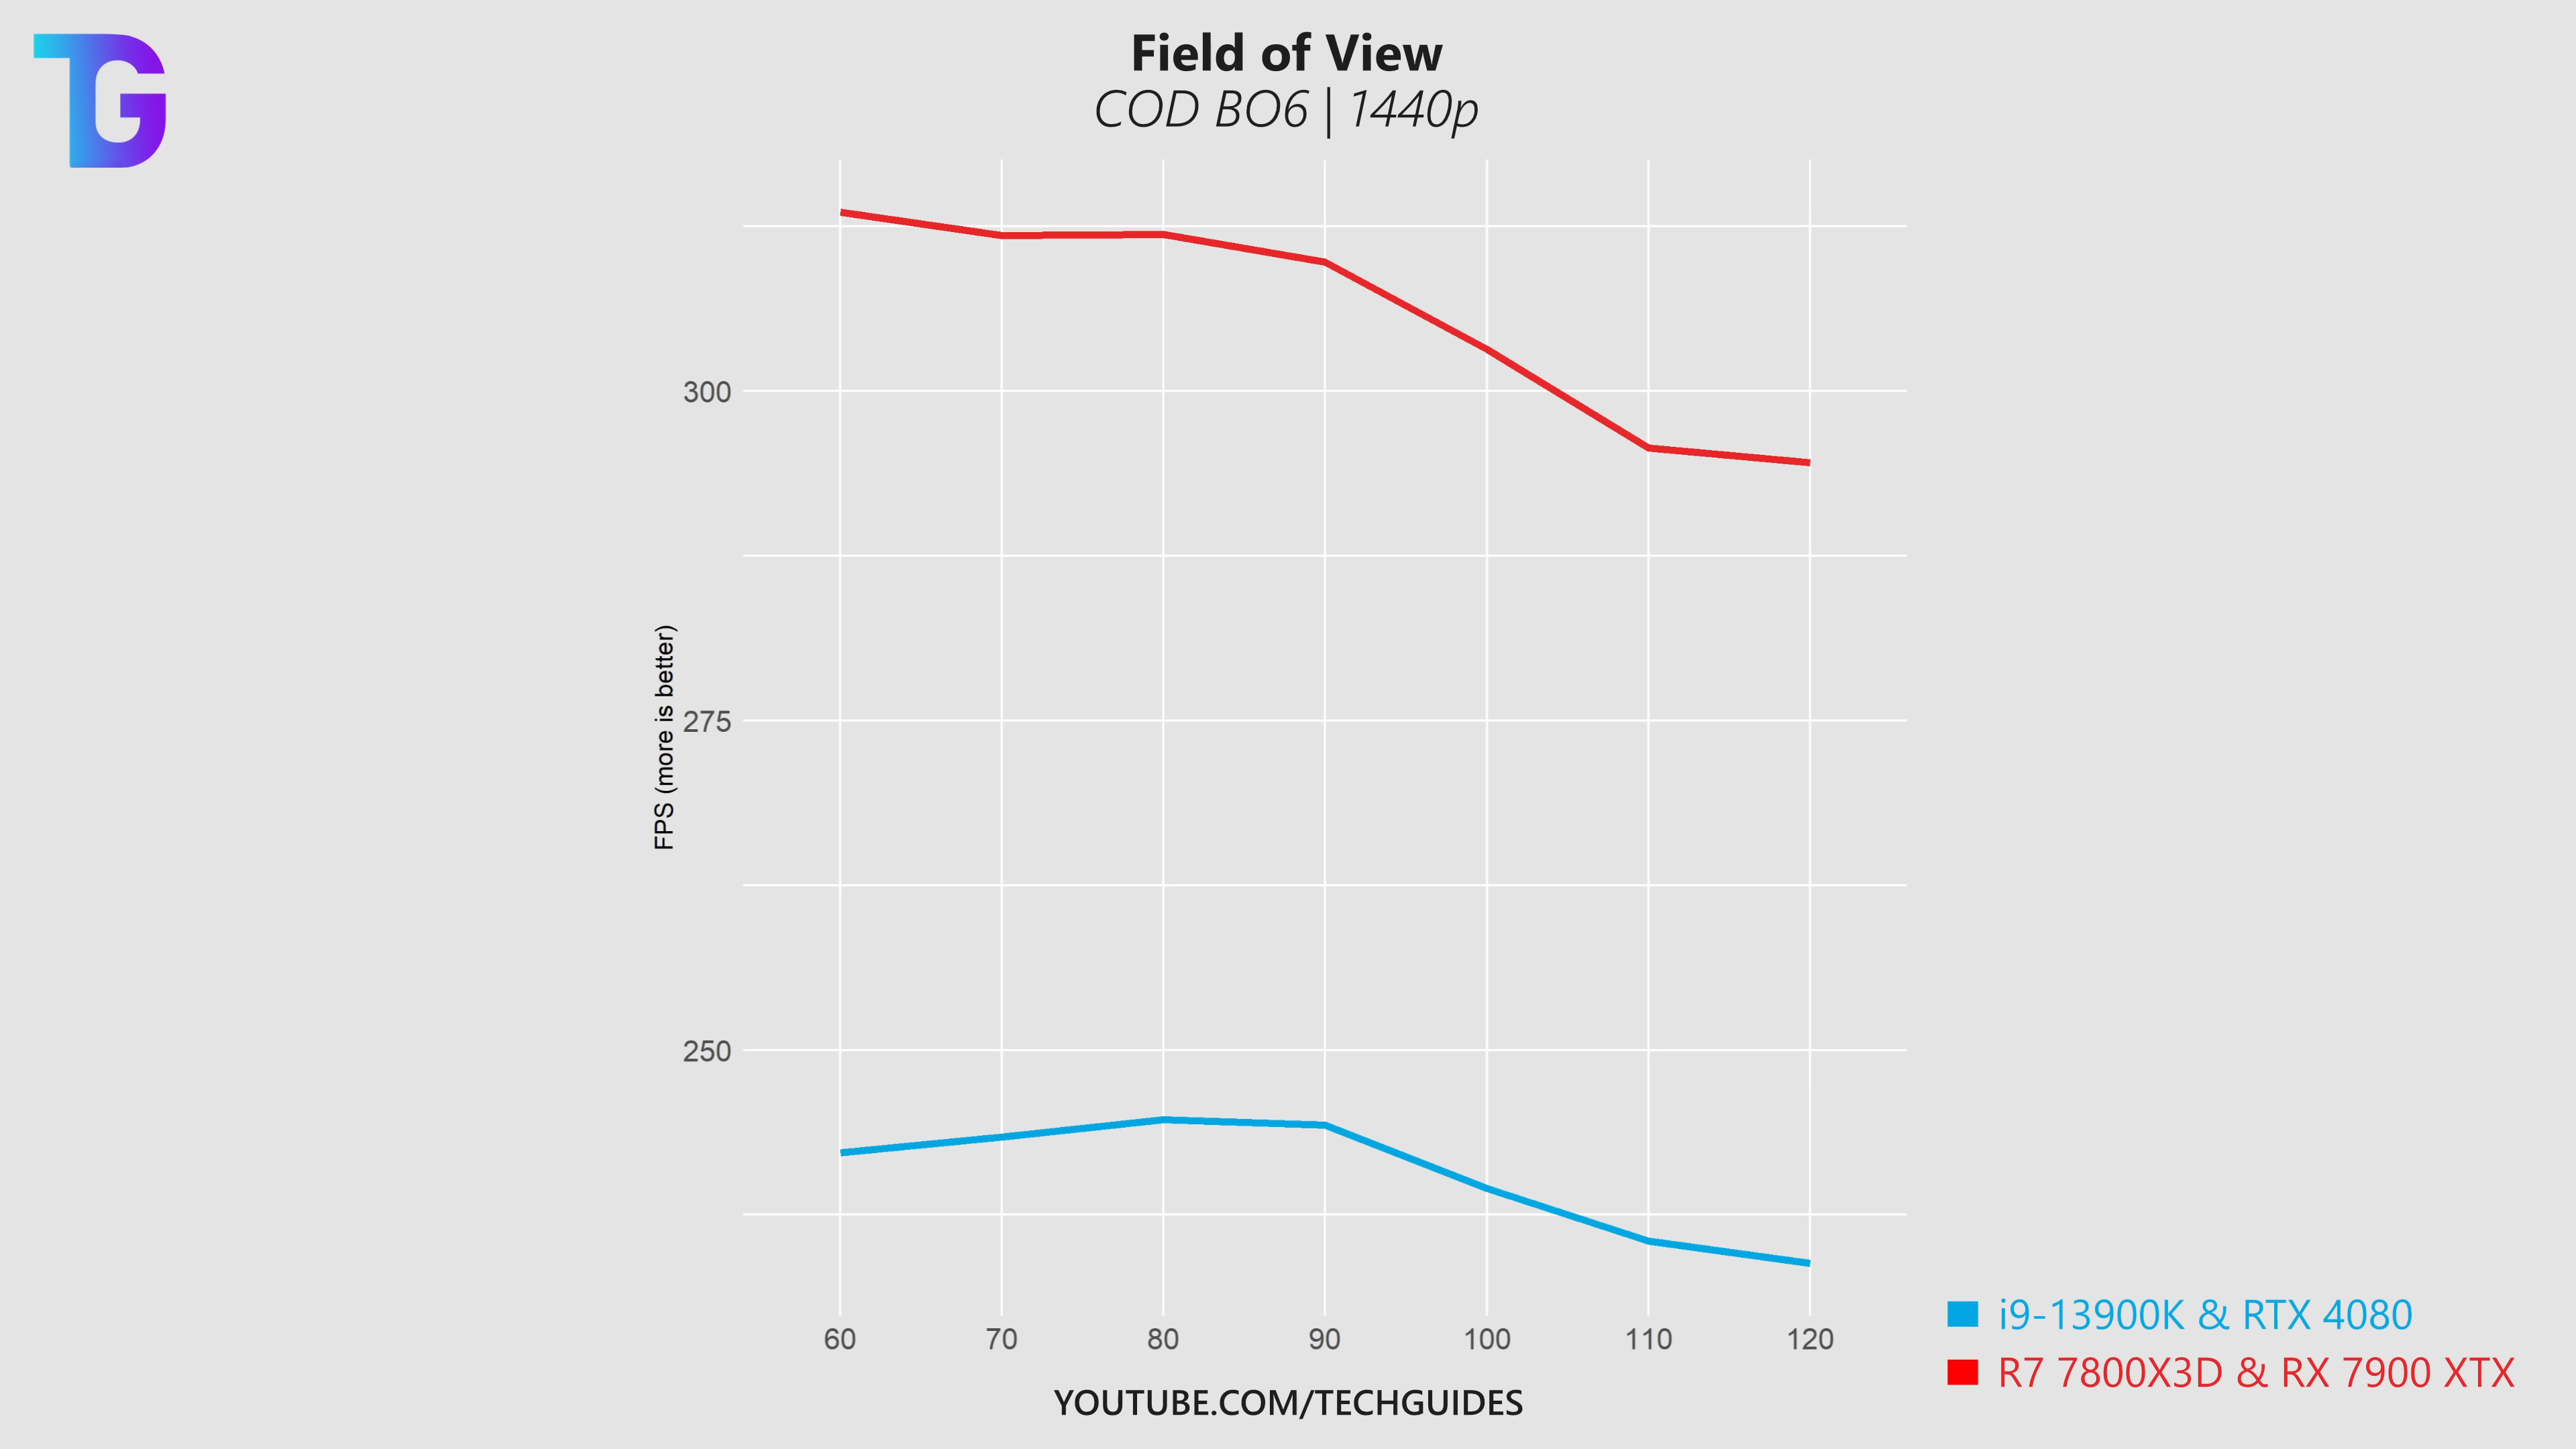 TG
Field of View
COD BO6 | 1440p
FPS (more is better)
300
275
250
60 70 80 90 100 110 120
i9-13900K & RTX 4080
R7 7800X3D & RX 7900 XTX
YOUTUBE.COM/TECHGUIDES